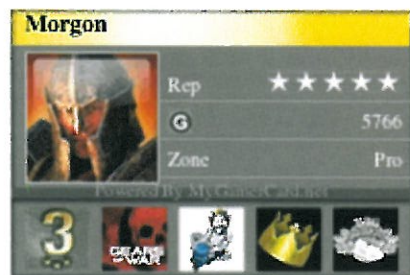 Morgon
Rep
G 5766
Zone Pro
Powered By MyGamerCard.net
3
GEARS
OF WAR